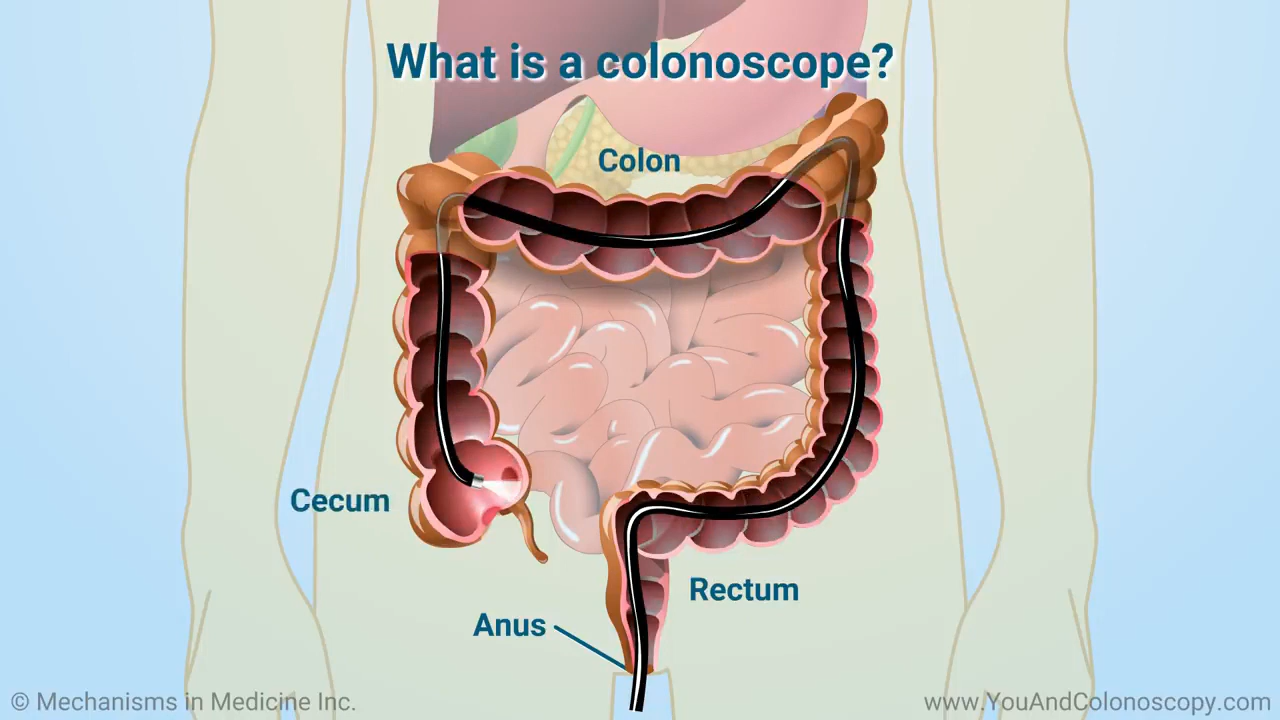 What is a colonoscope?
Colon
Cecum
Rectum
Anus
© Mechanisms in Medicine Inc.
www.YouAndColonoscopy.com